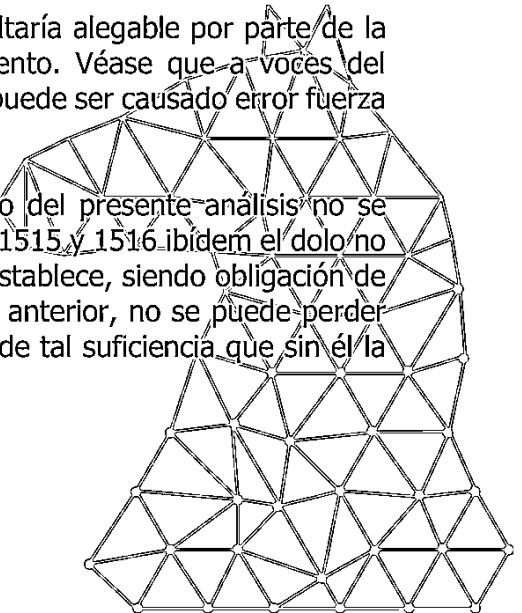 ltaría alegable por parte de la
ento. Véase que a voces del
puede ser causado error fuerza
o del presente análisis no se
1515 y 1516 ibídem el dolo no
stablece, siendo obligación de
anterior, no se puede perder
de tal suficiencia que sin él la